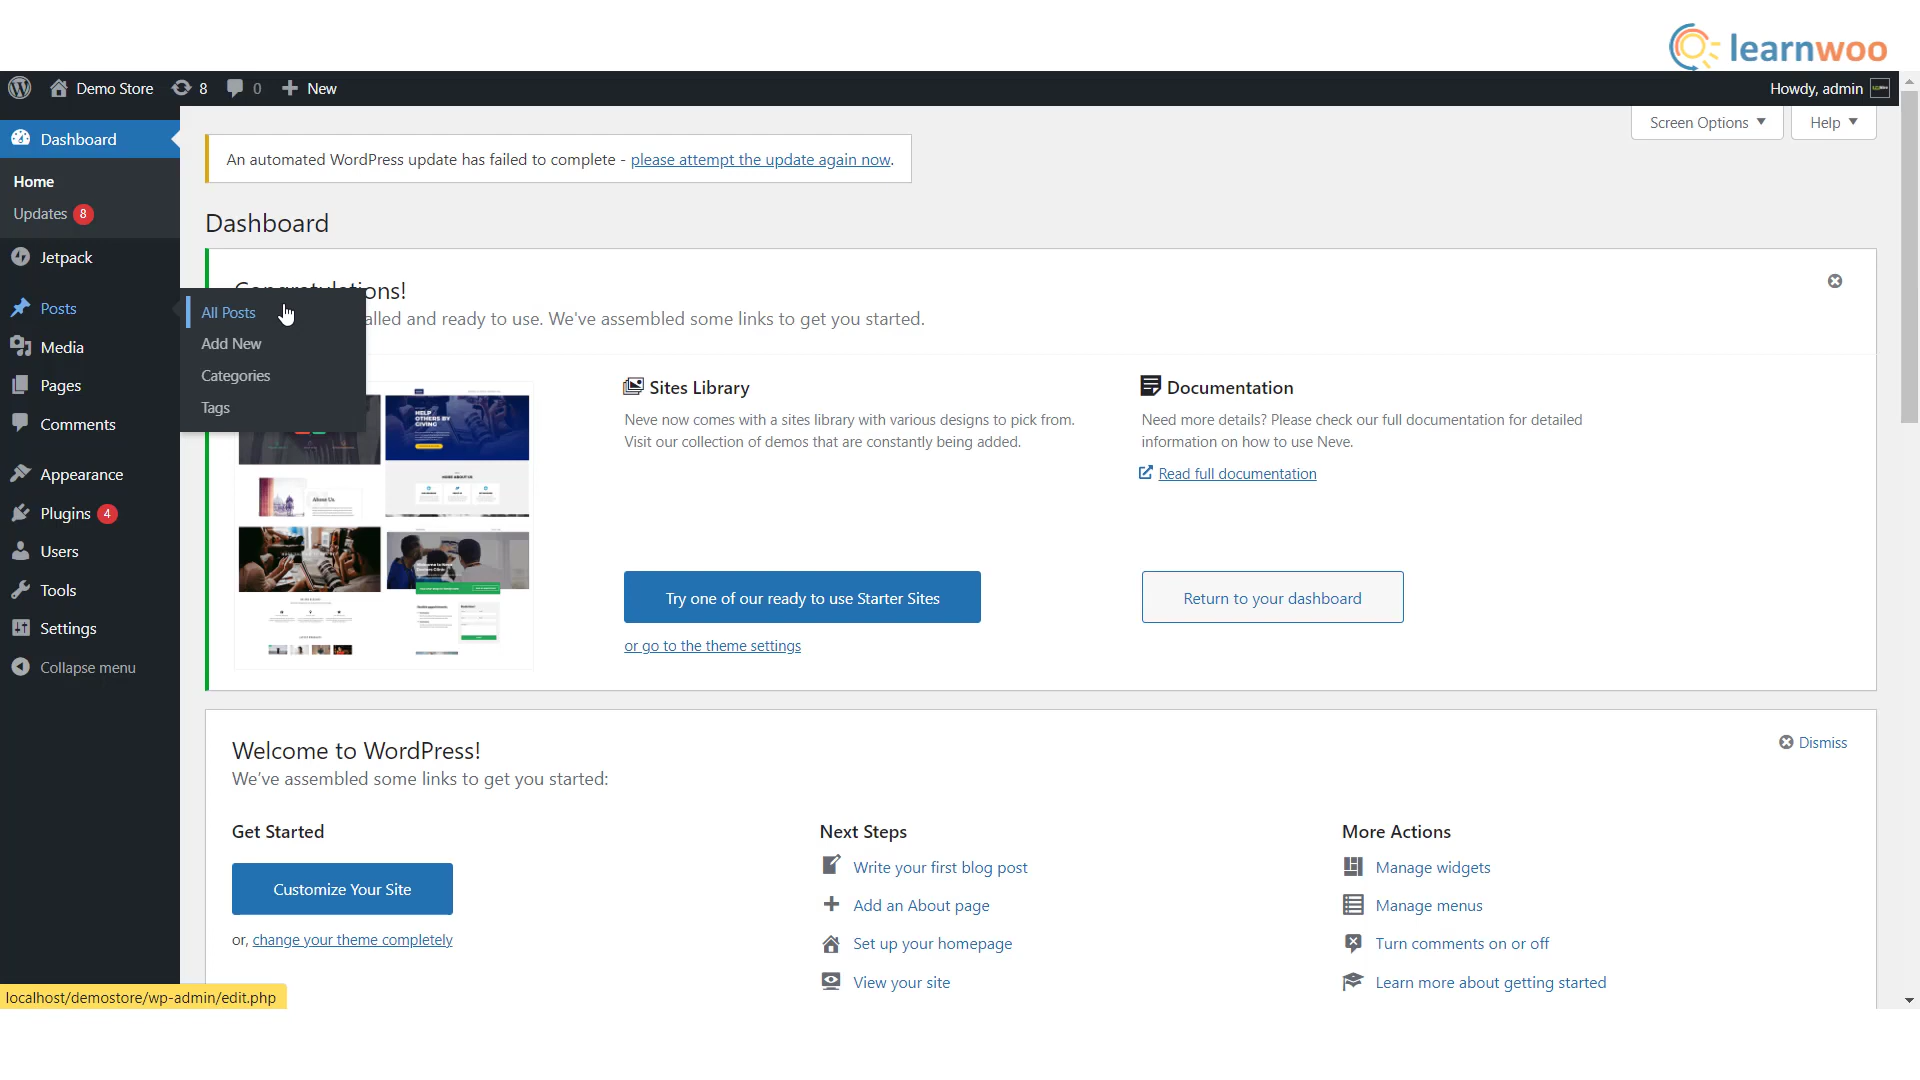 learnwoo
Demo Store 8 0 New
Howdy, admin
Screen Options Help
Dashboard
Home
Updates 8
Jetpack
Posts
Media
Pages
Comments
Appearance
Plugins 4
Users
Tools
Settings
Collapse menu
All Posts
Add New
Categories
Tags
An automated WordPress update has failed to complete - please attempt the update again now.
Dashboard
Congratulations!
alled and ready to use. We've assembled some links to get you started.
HELP
OTHERS BY
GIVING
About Us
Sites Library
Neve now comes with a sites library with various designs to pick from.
Visit our collection of demos that are constantly being added.
Try one of our ready to use Starter Sites
or go to the theme settings
Documentation
Need more details? Please check our full documentation for detailed
information on how to use Neve.
Read full documentation
Return to your dashboard
Welcome to WordPress!
We've assembled some links to get you started:
Dismiss
Get Started
Customize Your Site
or, change your theme completely
Next Steps
Write your first blog post
Add an About page
Set up your homepage
View your site
More Actions
Manage widgets
Manage menus
Turn comments on or off
Learn more about getting started
localhost/demostore/wp-admin/edit.php